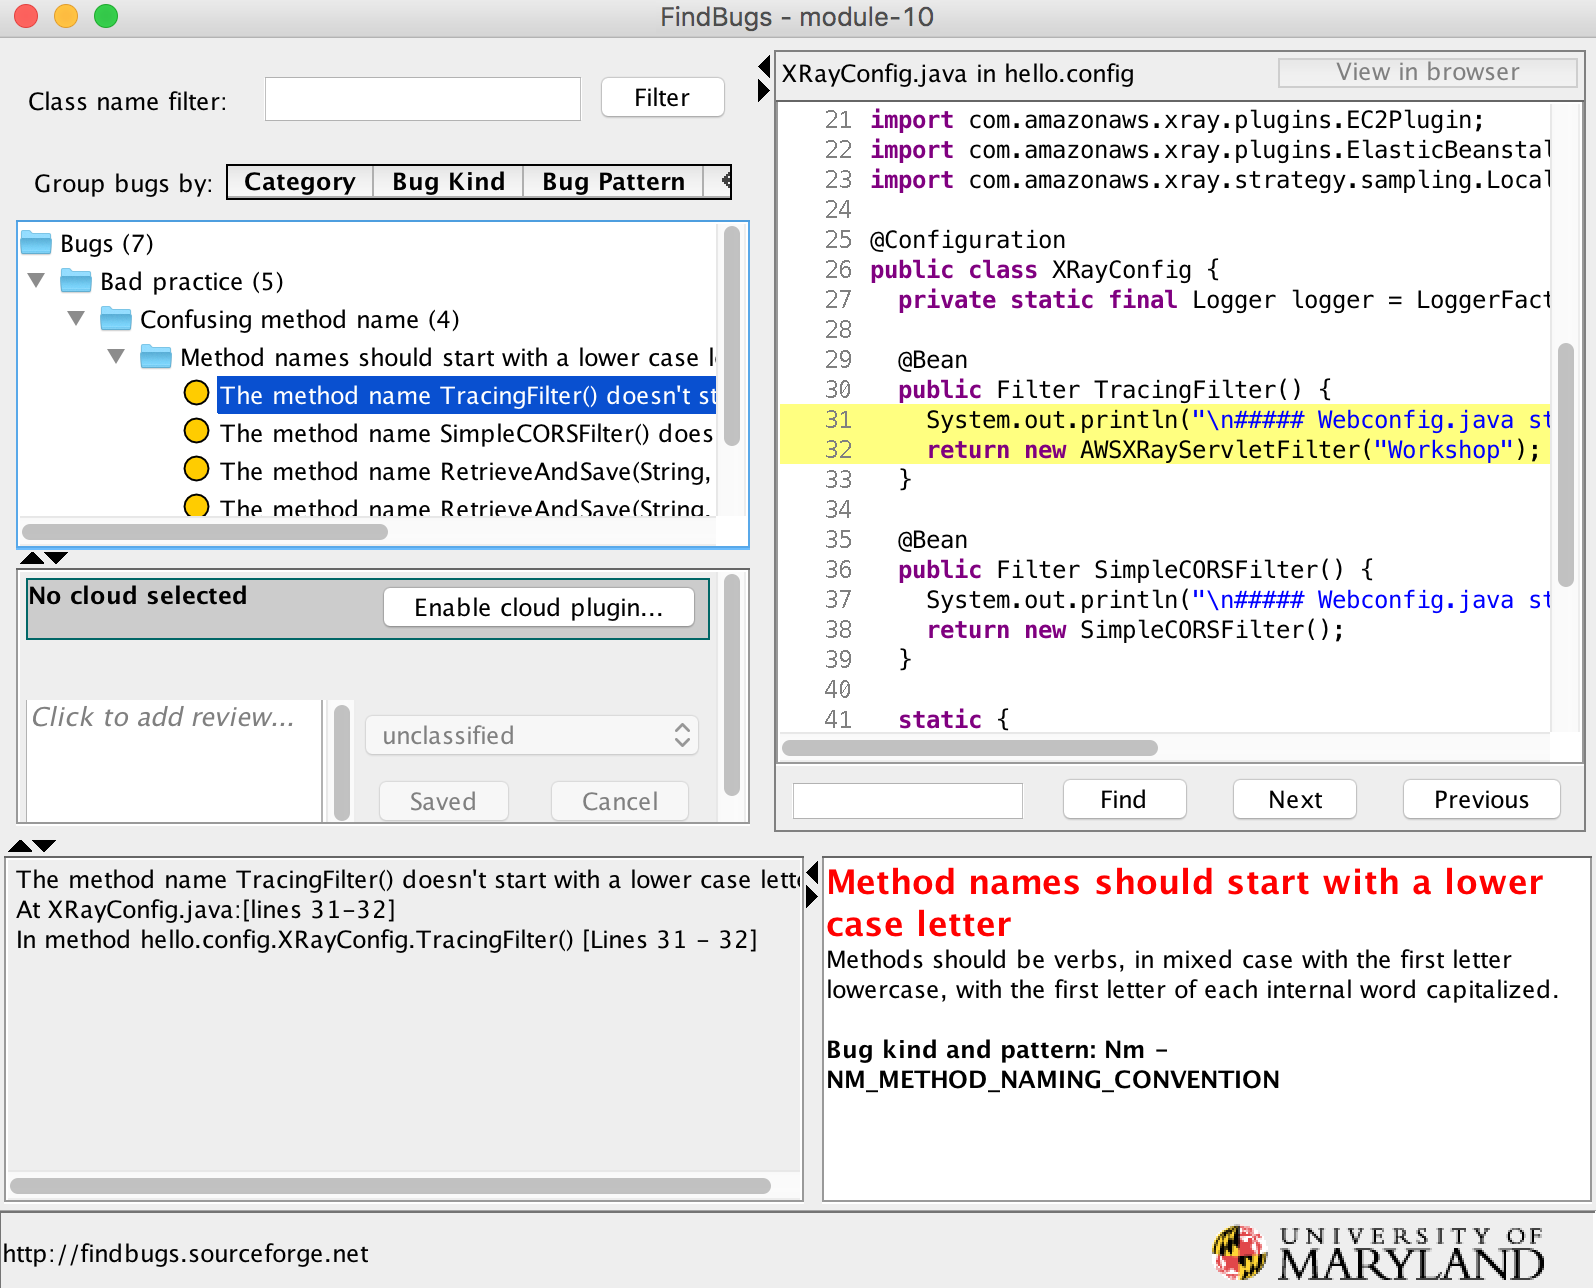 FindBugs - module-10
Class name filter:
Filter
Group bugs by:
Category
Bug Kind
Bug Pattern
Bugs (7)
Bad practice (5)
Confusing method name (4)
Method names should start with a lower case
The method name TracingFilter() doesn't
The method name SimpleCORSFilter() does
The method name RetrieveAndSave(String,
The method name RetrieveAndSave(String,
No cloud selected
Enable cloud plugin...
Click to add review...
unclassified
Saved
Cancel
XRayConfig.java in hello.config
View in browser
21 import com.amazonaws.xray.plugins.EC2Plugin;
22 import com.amazonaws.xray.plugins.ElasticBeanstal
23 import com.amazonaws.xray.strategy.sampling.Local
24
25 @Configuration
26 public class XRayConfig {
27 private static final Logger logger = LoggerFact
28
29 @Bean
30 public Filter TracingFilter() {
31 System.out.println("\n##### Webconfig.java st
32 return new AWSXRayServletFilter("Workshop");
33 }
34
35 @Bean
36 public Filter SimpleCORSFilter() {
37 System.out.println("\n##### Webconfig.java st
38 return new SimpleCORSFilter();
39 }
40
41 static {
Find
Next
Previous
The method name TracingFilter() doesn't start with a lower case lette
At XRayConfig.java:[lines 31-32]
In method hello.config.XRayConfig.TracingFilter() [Lines 31 - 32]
Method names should start with a lower
case letter
Methods should be verbs, in mixed case with the first letter
lowercase, with the first letter of each internal word capitalized.
Bug kind and pattern: Nm -
NM_METHOD_NAMING_CONVENTION
http://findbugs.sourceforge.net
UNIVERSITY OF
MARYLAND